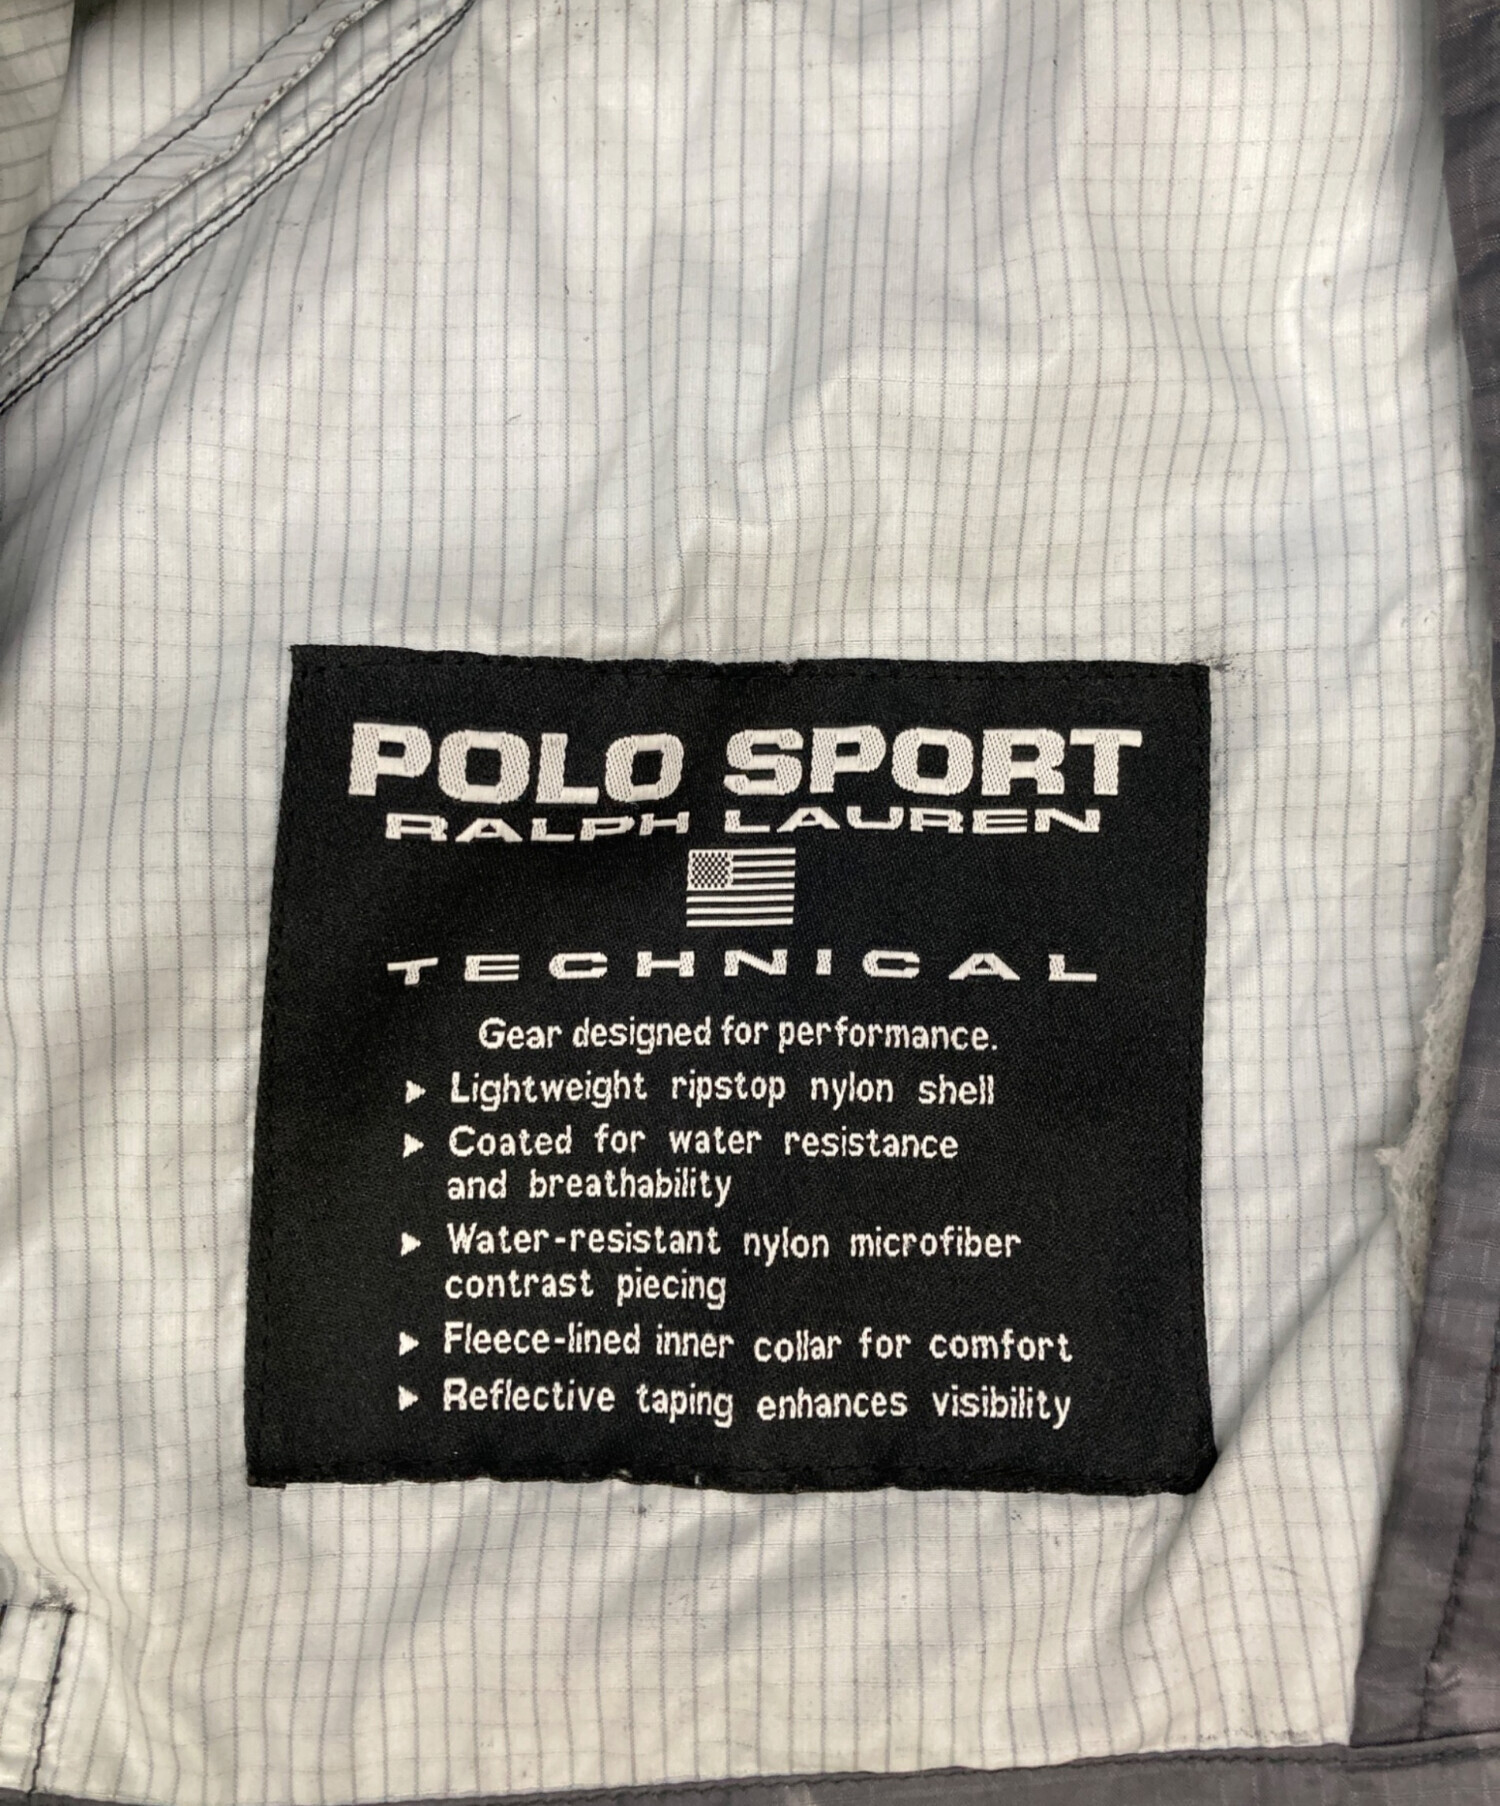 POLO SPORT
RALPH LAUREN
TECHNICAL
Gear designed for performance.
▶ Lightweight ripstop nylon shell
▶ Coated for water resistance
and breathability
▶ Water-resistant nylon microfiber
contrast piecing
▶ Fleece-lined inner collar for comfort
▶ Reflective taping enhances visibility